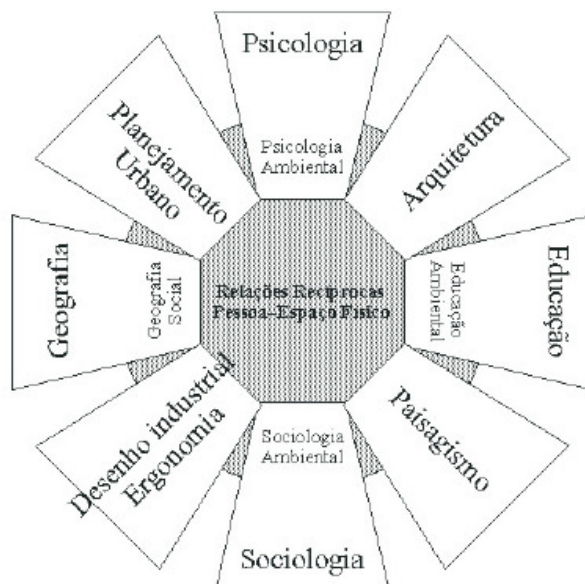 Psicologia
Psicologia
Ambiental
Planejamento
Urbano
Arquitetura
Geografia
Geografia
Social
Relações Recíprocas
Pessoa–Espaço Físico
Educação
Ambiental
Educação
Desenho industrial
Ergonomia
Sociologia
Ambiental
Paisagismo
Sociologia